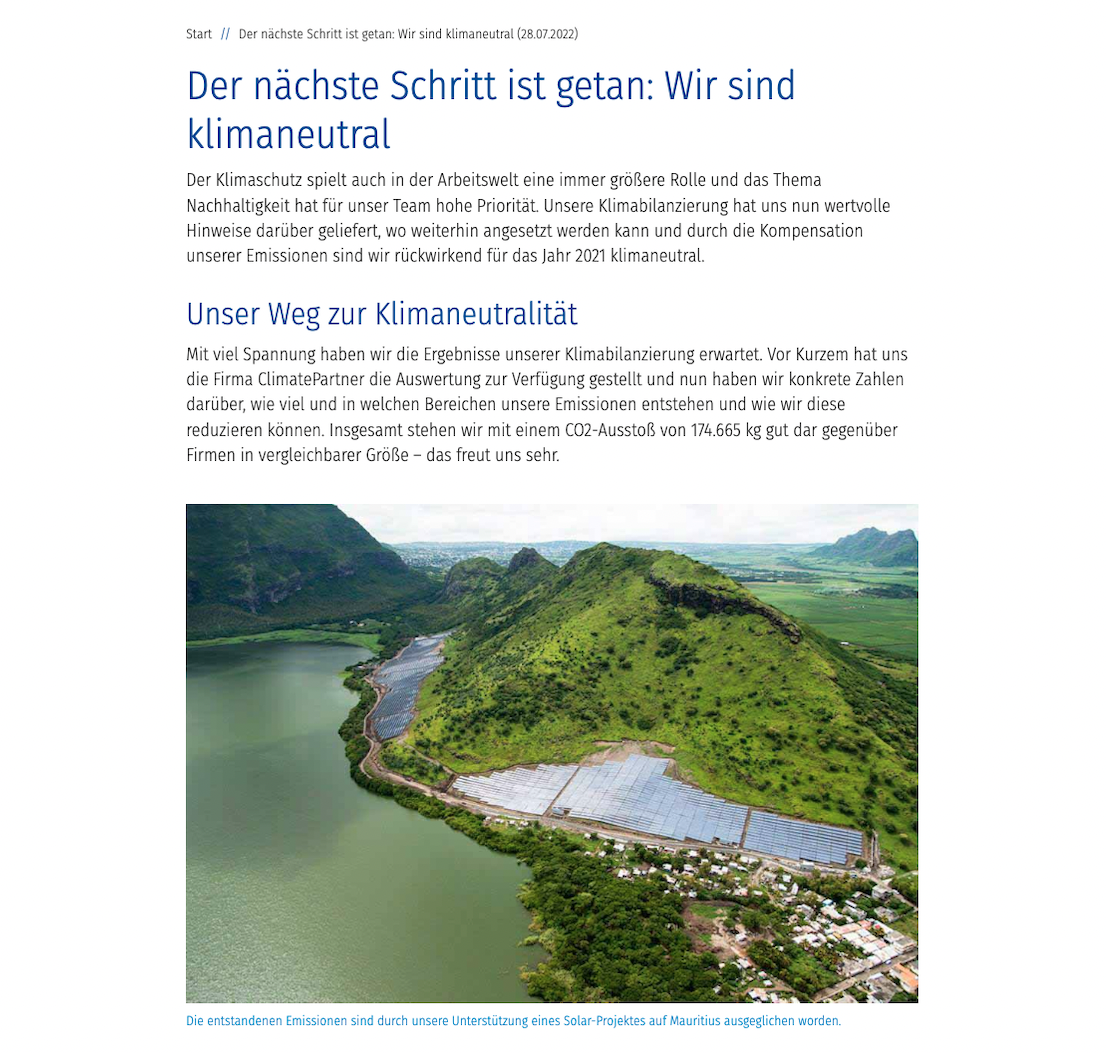 Start // Der nächste Schritt ist getan: Wir sind klimaneutral (28.07.2022)
Der nächste Schritt ist getan: Wir sind
klimaneutral
Der Klimaschutz spielt auch in der Arbeitswelt eine immer größere Rolle und das Thema
Nachhaltigkeit hat für unser Team hohe Priorität. Unsere Klimabilanzierung hat uns nun wertvolle
Hinweise darüber geliefert, wo weiterhin angesetzt werden kann und durch die Kompensation
unserer Emissionen sind wir rückwirkend für das Jahr 2021 klimaneutral.
Unser Weg zur Klimaneutralität
Mit viel Spannung haben wir die Ergebnisse unserer Klimabilanzierung erwartet. Vor Kurzem hat uns
die Firma ClimatePartner die Auswertung zur Verfügung gestellt und nun haben wir konkrete Zahlen
darüber, wie viel und in welchen Bereichen unsere Emissionen entstehen und wie wir diese
reduzieren können. Insgesamt stehen wir mit einem CO2-Ausstoß von 174.665 kg gut dar gegenüber
Firmen in vergleichbarer Größe – das freut uns sehr.
Die entstandenen Emissionen sind durch unsere Unterstützung eines Solar-Projektes auf Mauritius ausgeglichen worden.